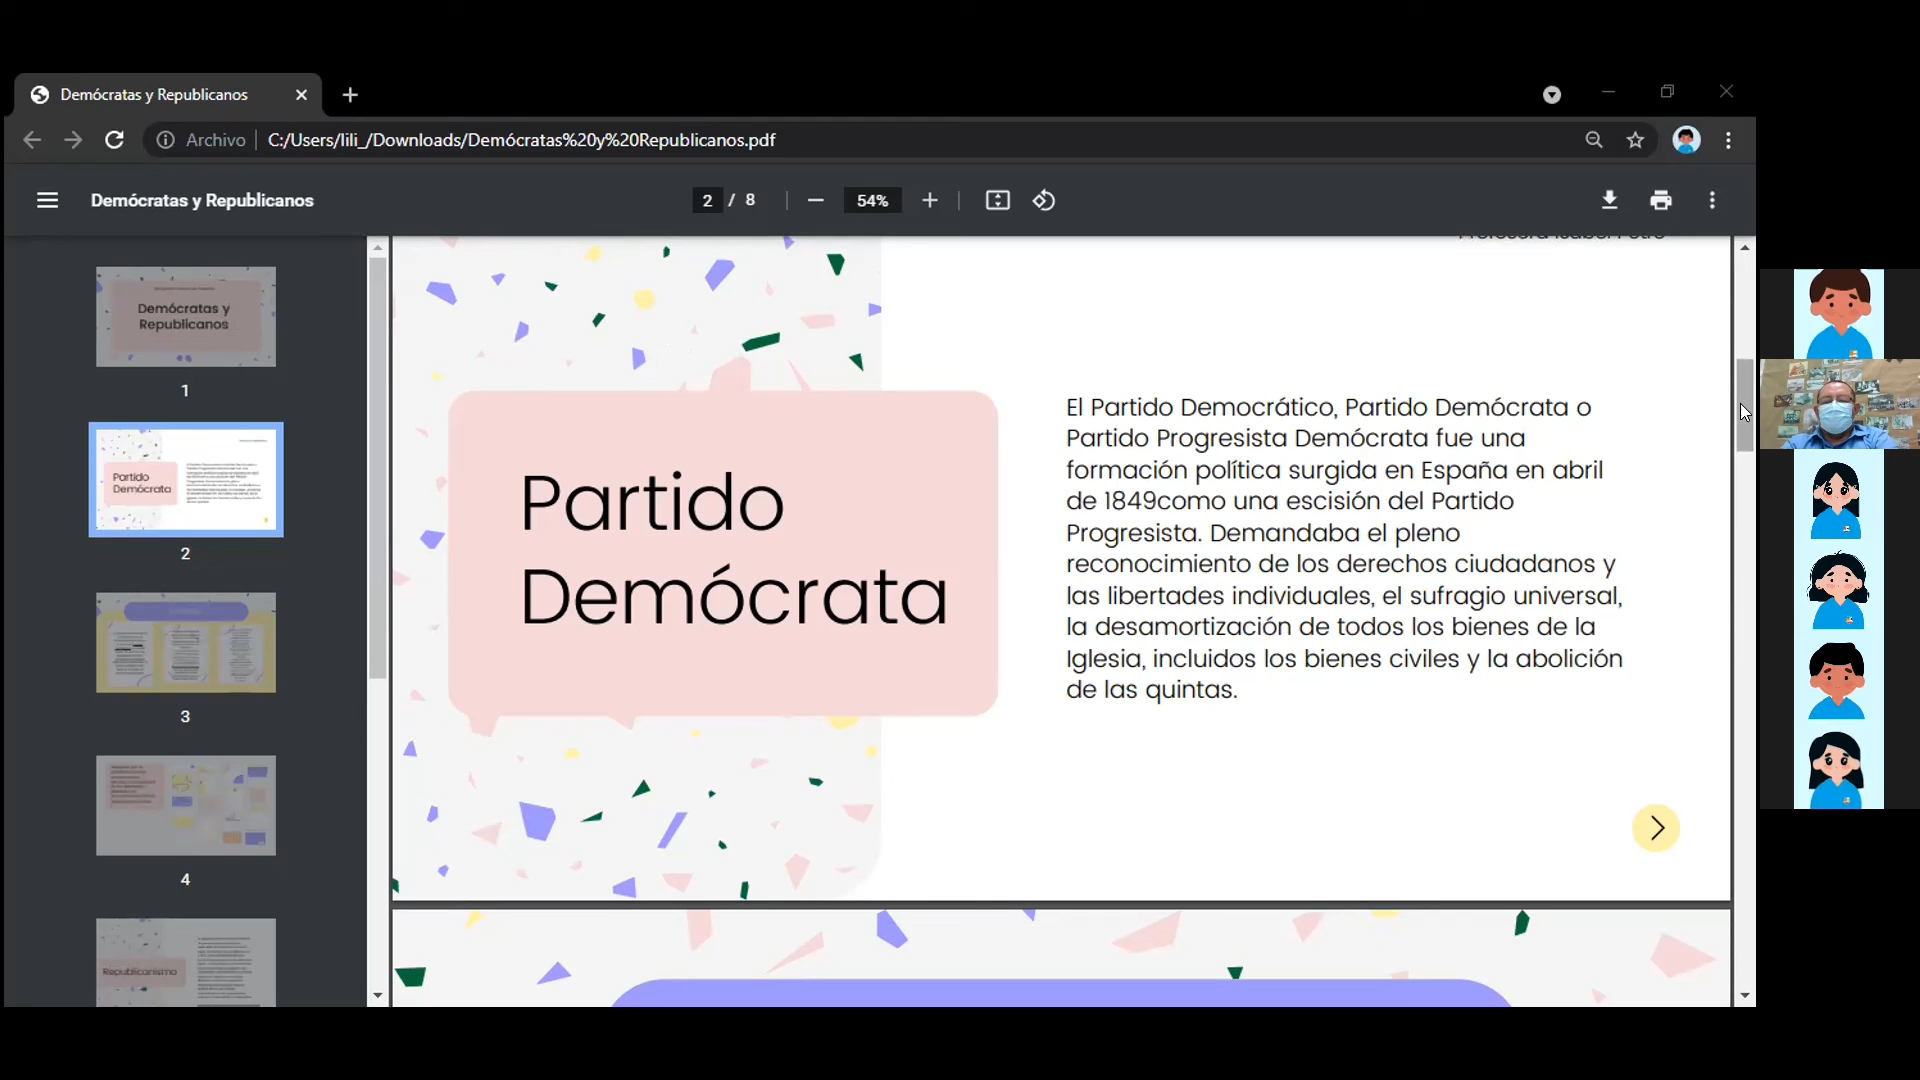 Demócratas y Republicanos
Archivo
C:/Users/lili_/Downloads/Demócratas%20y%20Republicanos.pdf
Demócratas y Republicanos
2 / 8
54%
Demócratas y
Republicanos
1
Partido
Demócrata
2
3
4
Republicanismo
Partido
Demócrata
El Partido Democrático, Partido Demócrata o
Partido Progresista Demócrata fue una
formación política surgida en España en abril
de 1849como una escisión del Partido
Progresista. Demandaba el pleno
reconocimiento de los derechos ciudadanos y
las libertades individuales, el sufragio universal,
la desamortización de todos los bienes de la
Iglesia, incluidos los bienes civiles y la abolición
de las quintas.